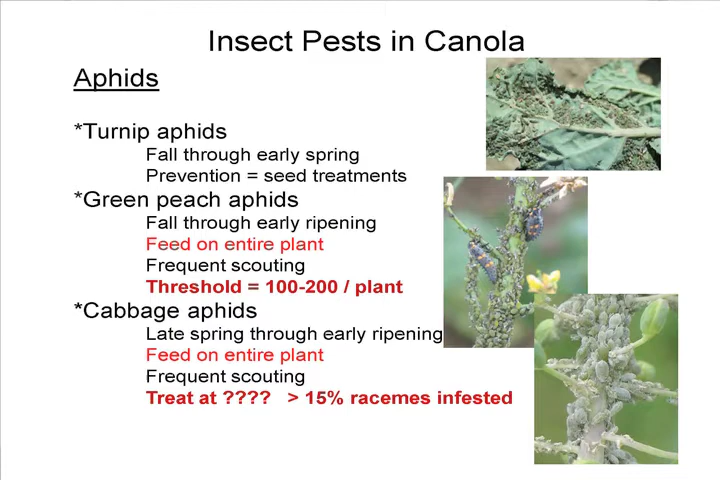 Insect Pests in Canola
Aphids
*Turnip aphids
Fall through early spring
Prevention = seed treatments
*Green peach aphids
Fall through early ripening
Feed on entire plant
Frequent scouting
Threshold = 100-200 / plant
*Cabbage aphids
Late spring through early ripening
Feed on entire plant
Frequent scouting
Treat at ???? > 15% racemes infested